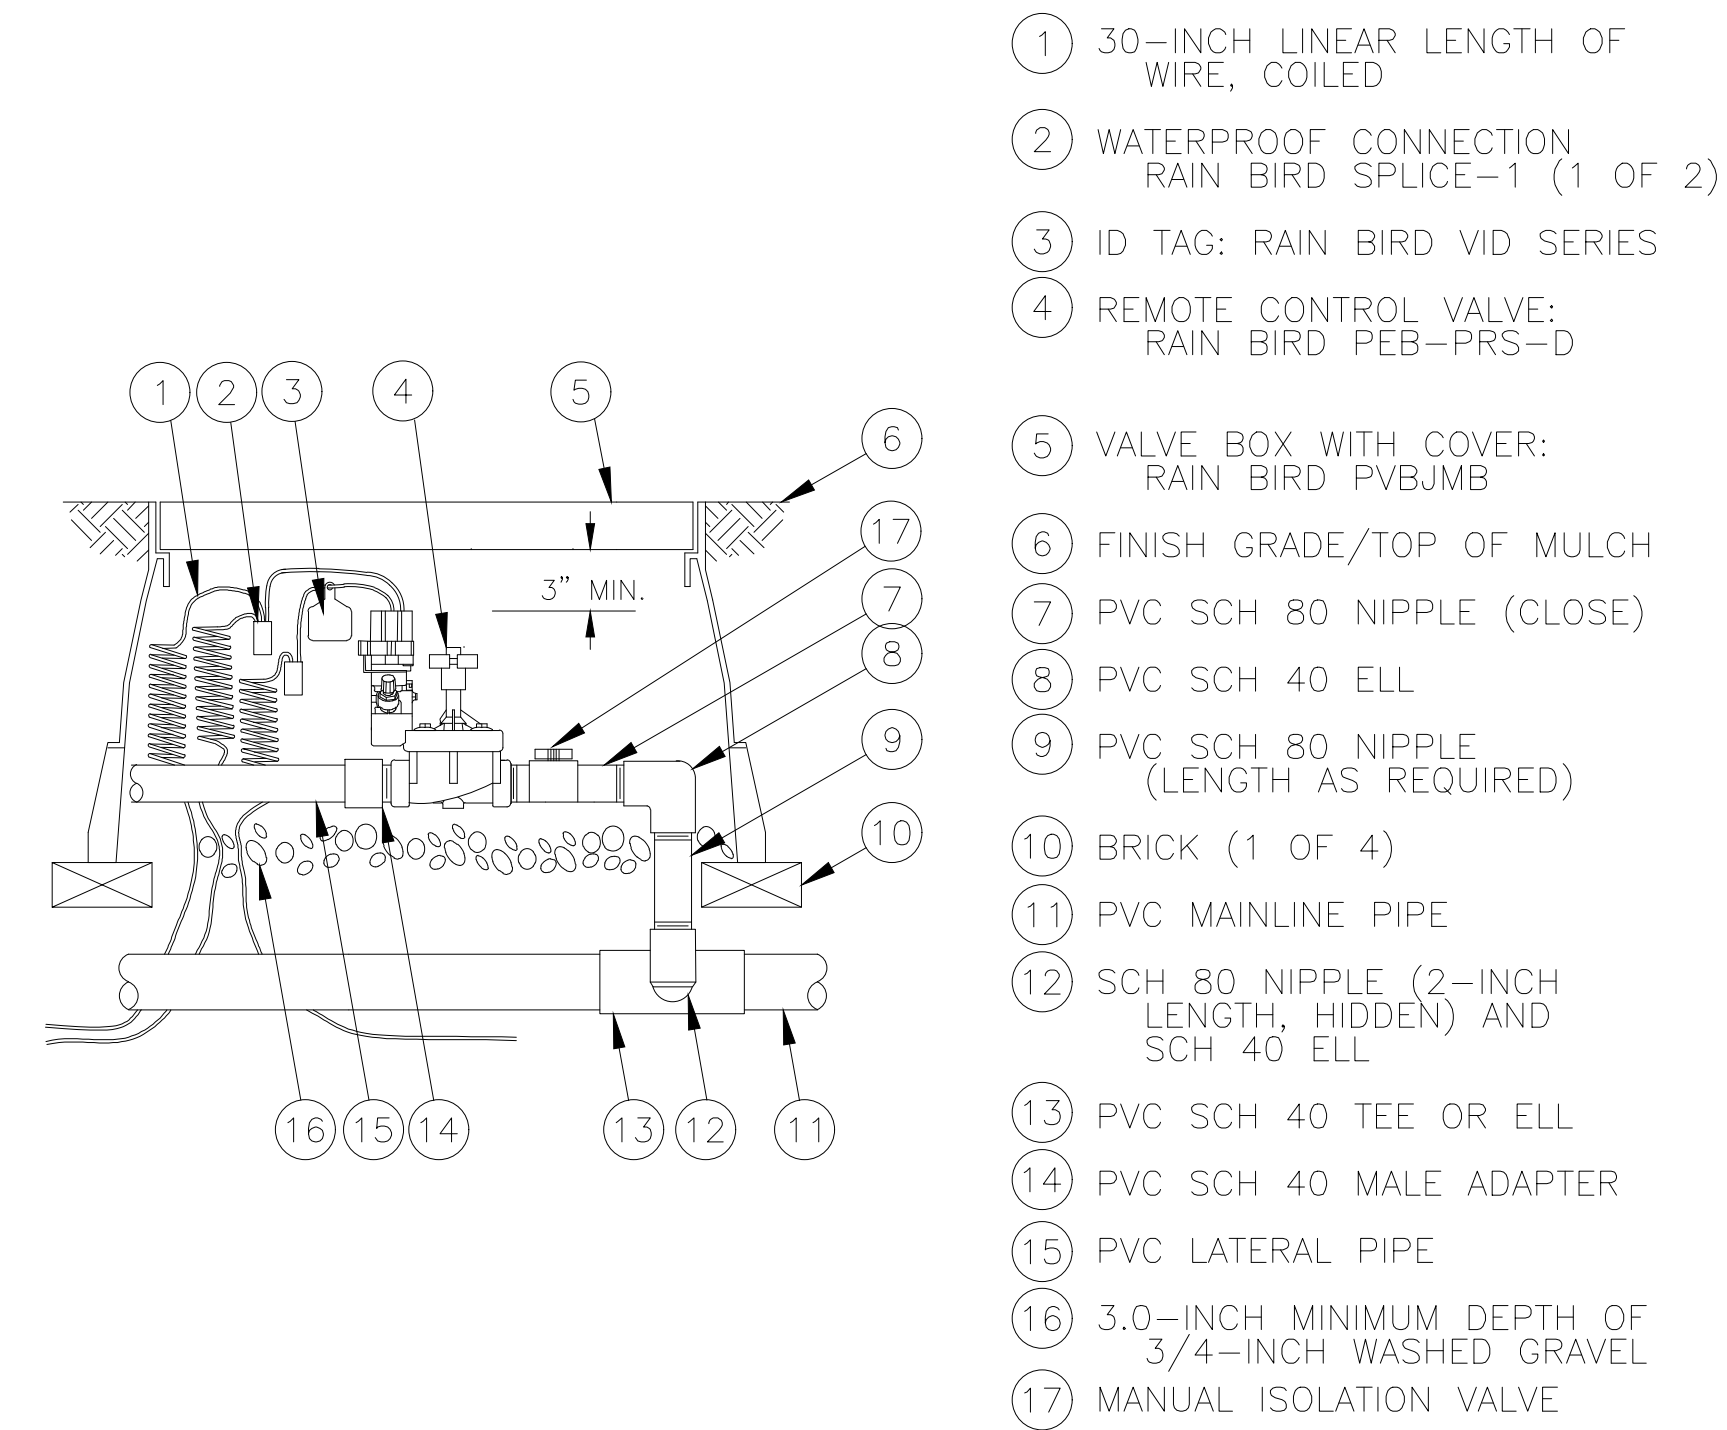 1 30-INCH LINEAR LENGTH OF
WIRE, COILED
2 WATERPROOF CONNECTION
RAIN BIRD SPLICE-1 (1 OF 2)
3 ID TAG: RAIN BIRD VID SERIES
4 REMOTE CONTROL VALVE:
RAIN BIRD PEB-PRS-D
5 VALVE BOX WITH COVER:
RAIN BIRD PVBJMB
6 FINISH GRADE/TOP OF MULCH
7 PVC SCH 80 NIPPLE (CLOSE)
8 PVC SCH 40 ELL
9 PVC SCH 80 NIPPLE
(LENGTH AS REQUIRED)
10 BRICK (1 OF 4)
11 PVC MAINLINE PIPE
12 SCH 80 NIPPLE (2-INCH
LENGTH, HIDDEN) AND
SCH 40 ELL
13 PVC SCH 40 TEE OR ELL
14 PVC SCH 40 MALE ADAPTER
15 PVC LATERAL PIPE
16 3.0-INCH MINIMUM DEPTH OF
3/4-INCH WASHED GRAVEL
17 MANUAL ISOLATION VALVE
1 2 3 4 5
6
17
3" MIN.
7
8
9
10
16 15 14 13 12 11